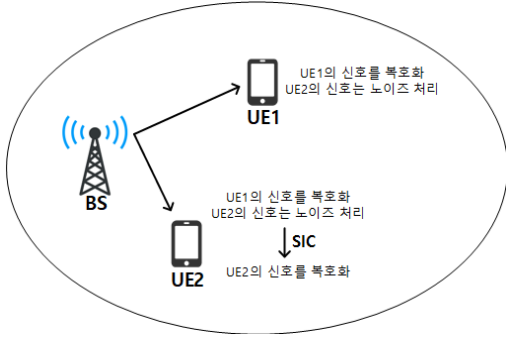 UE1의 신호를 복호화
UE2의 신호는 노이즈 처리
UE1
BS
UE1의 신호를 복호화
UE2의 신호는 노이즈 처리
SIC
UE2
UE2의 신호를 복호화